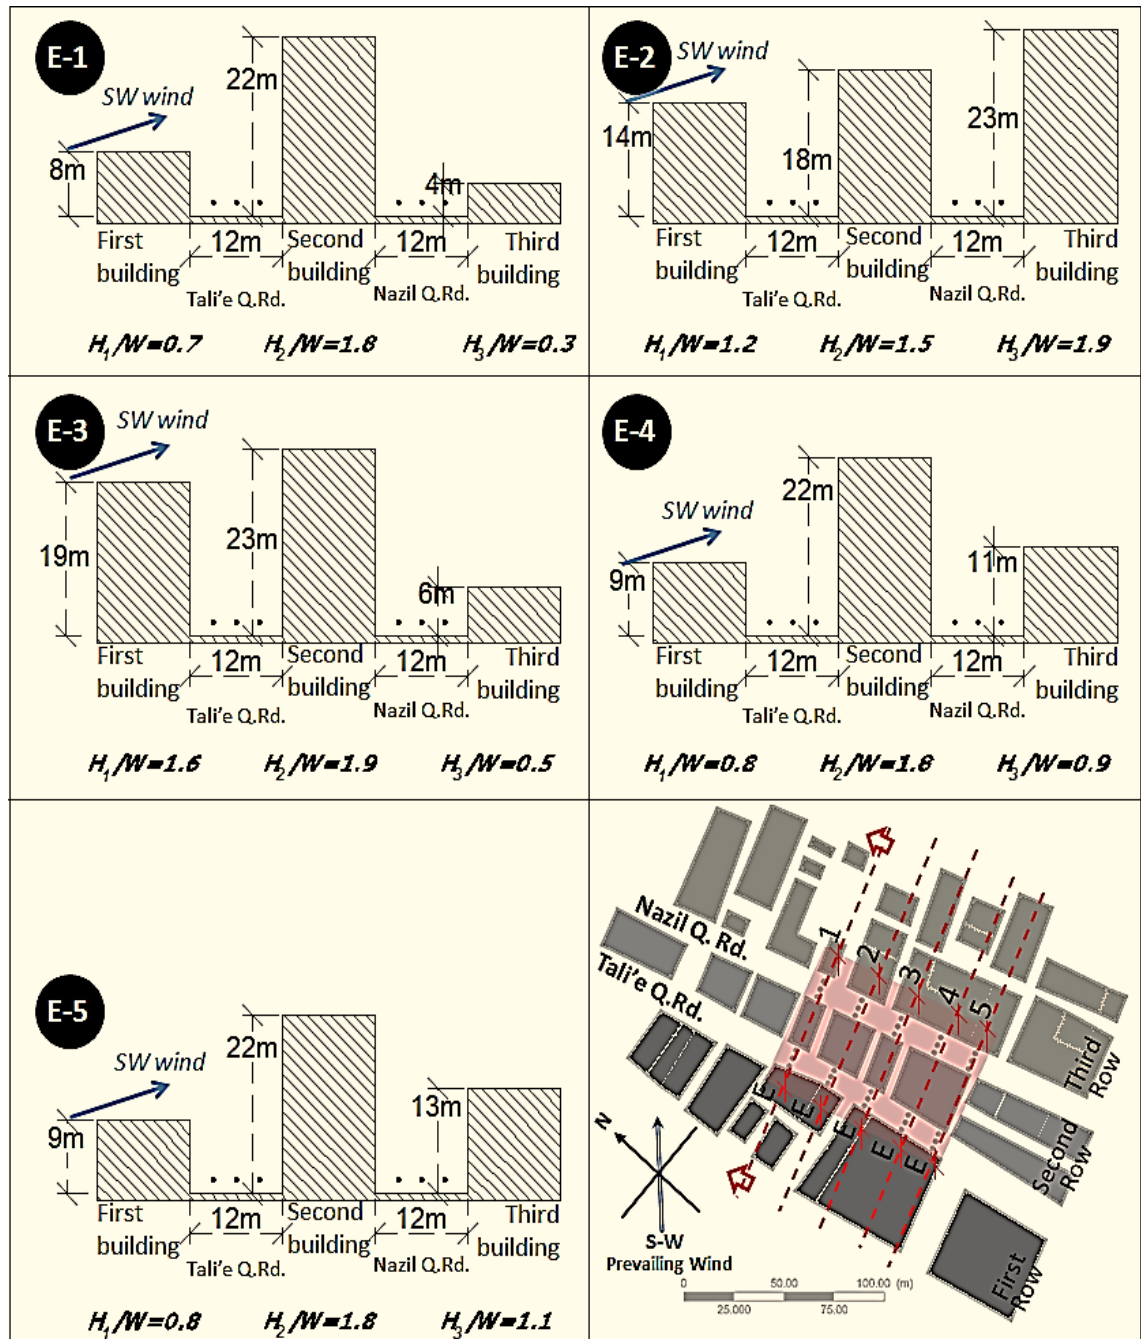 E-1
SW wind
22m
8m
4m
First building
12m
Second building
12m
Third building
Tali'e Q.Rd.
Nazil Q.Rd.
H1/W=0.7
H2/W=1.8
H3/W=0.3
E-2
SW wind
14m
18m
23m
First building
12m
Second building
12m
Third building
Tali'e Q.Rd.
Nazil Q.Rd.
H1/W=1.2
H2/W=1.5
H3/W=1.9
E-3
SW wind
19m
23m
6m
First building
12m
Second building
12m
Third building
Tali'e Q.Rd.
Nazil Q.Rd.
H1/W=1.6
H2/W=1.9
H3/W=0.5
E-4
SW wind
22m
9m
11m
First building
12m
Second building
12m
Third building
Tali'e Q.Rd.
Nazil Q.Rd.
H1/W=0.8
H2/W=1.8
H3/W=0.9
E-5
SW wind
22m
9m
13m
First building
12m
Second building
12m
Third building
Tali'e Q.Rd.
Nazil Q.Rd.
H1/W=0.8
H2/W=1.8
H3/W=1.1
Nazil Q. Rd.
Tali'e Q.Rd.
1
2
3
4
5
E
E
E
E
E
Third Row
Second Row
First Row
N
S-W
Prevailing Wind
0
50.00
100.00 (m)
25.000
75.00